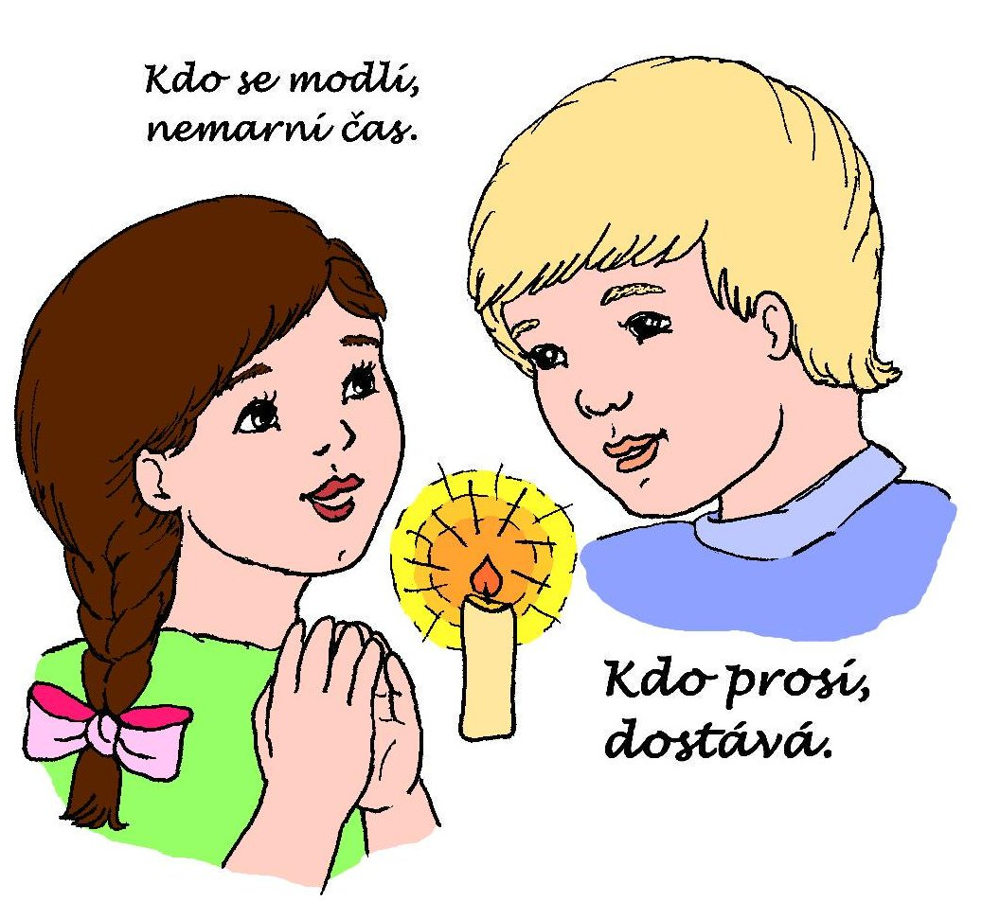 Kdo se modlí,
nemarní čas.
Kdo prosí,
dostává.